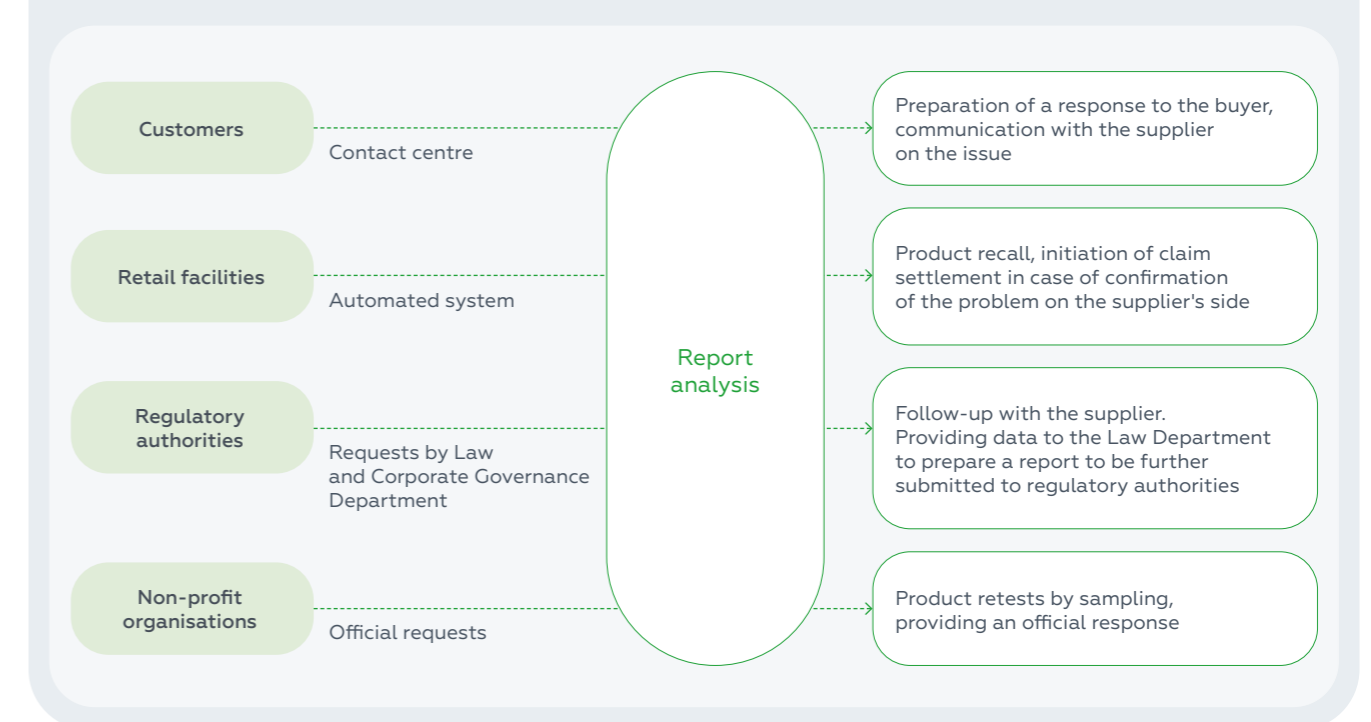 Customers
Contact centre
Preparation of a response to the buyer,
communication with the supplier
on the issue
Retail facilities
Automated system
Product recall, initiation of claim
settlement in case of confirmation
of the problem on the supplier's side
Report
analysis
Regulatory
authorities
Requests by Law
and Corporate Governance
Department
Follow-up with the supplier.
Providing data to the Law Department
to prepare a report to be further
submitted to regulatory authorities
Non-profit
organisations
Official requests
Product retests by sampling,
providing an official response